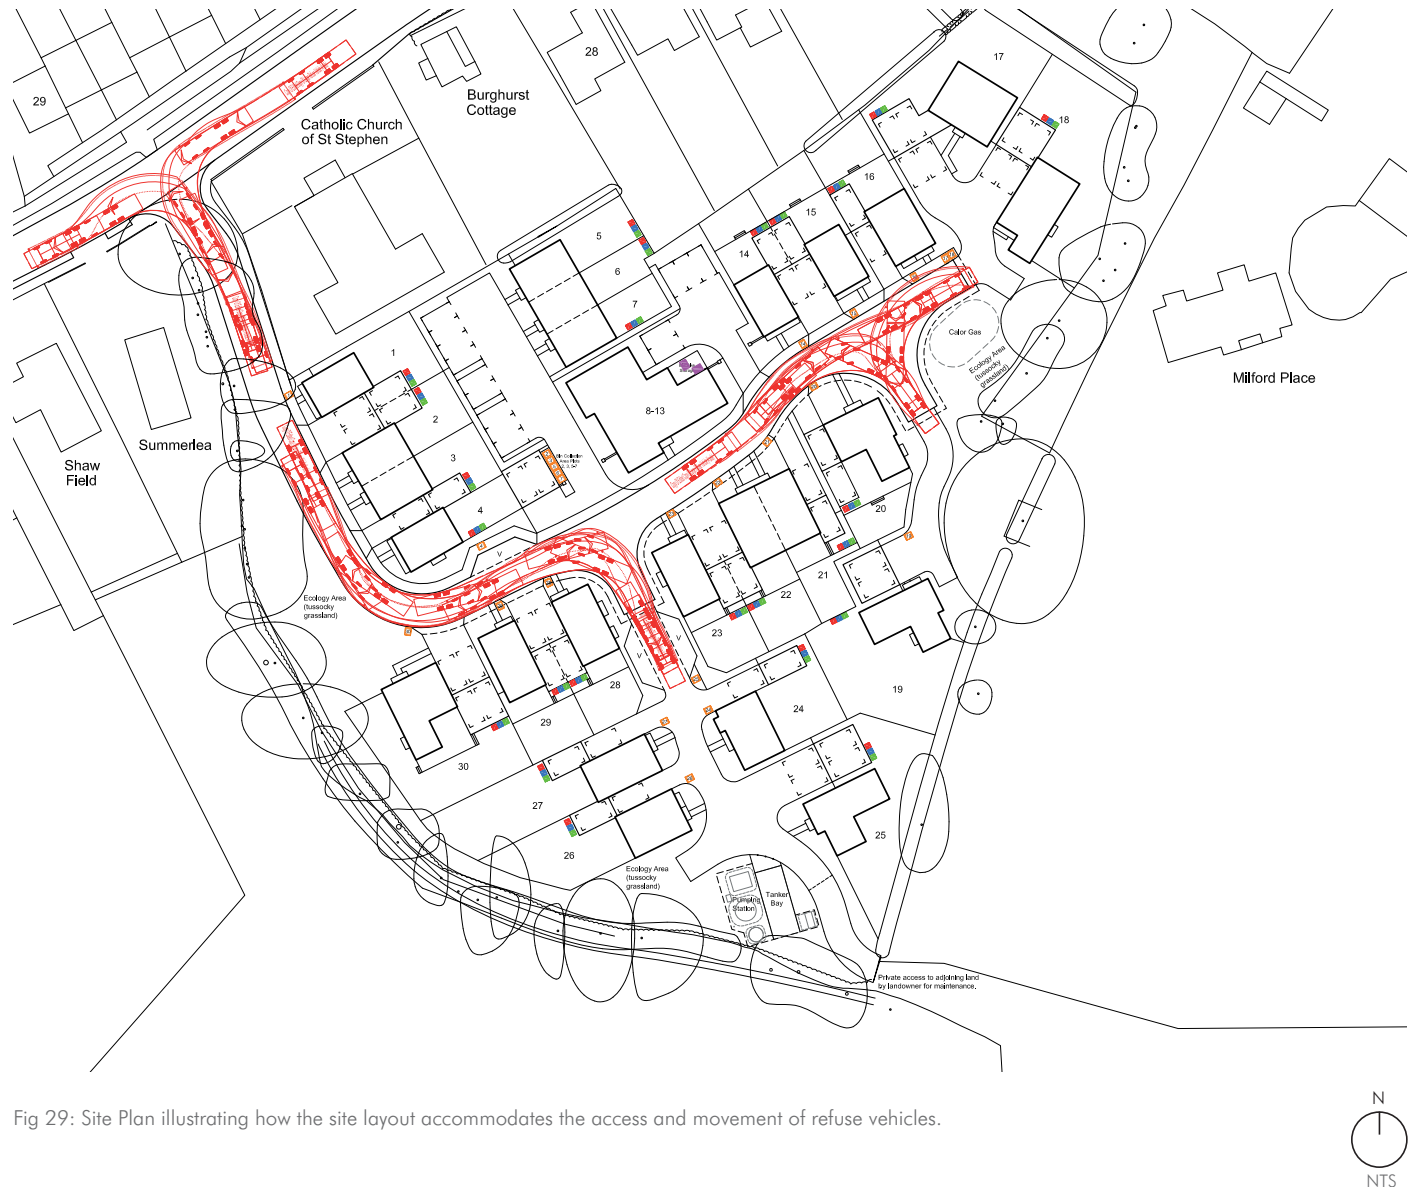 28
17
Burghurst
Cottage
29
Catholic Church
of St Stephen
18
16
15
5
14
6
7
Calor Gas
Ecology Area
(tussocky
grassland)
1
Milford Place
8-13
2
Summerlea
3
Shaw
Field
4
20
21
22
Ecology Area
(tussocky
grassland)
V
23
V
V
28
19
24
29
30
27
25
26
Ecology Area
(tussocky
grassland)
Pumping
Station
Tanker
Bay
Private access to adjoining land
by landowner for maintenance.
Fig 29: Site Plan illustrating how the site layout accommodates the access and movement of refuse vehicles.
N
NTS